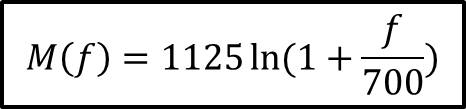 M(f) = 1125 ln(1 + f/700)